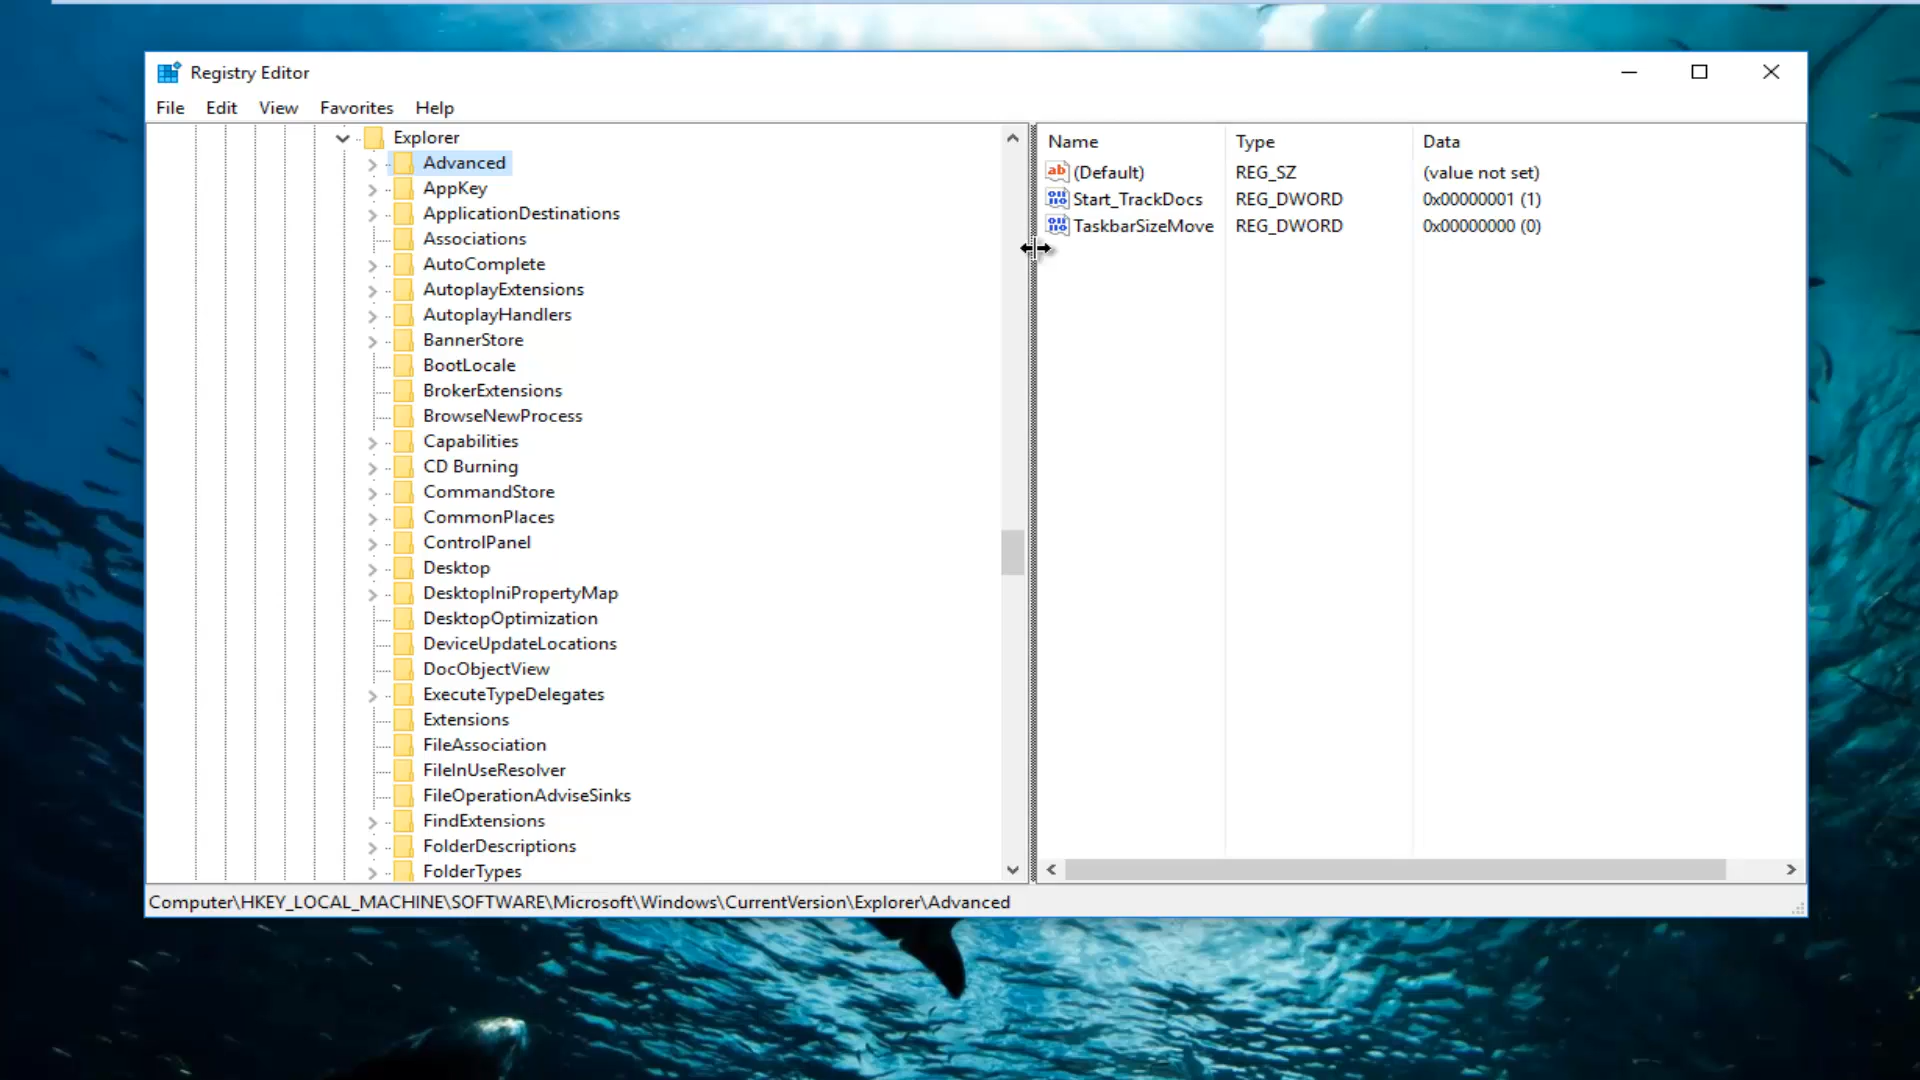 Registry Editor
File Edit View Favorites Help
Explorer
Advanced
AppKey
ApplicationDestinations
Associations
AutoComplete
AutoplayExtensions
AutoplayHandlers
BannerStore
BootLocale
BrokerExtensions
BrowseNewProcess
Capabilities
CD Burning
CommandStore
CommonPlaces
ControlPanel
Desktop
DesktopIniPropertyMap
DesktopOptimization
DeviceUpdateLocations
DocObjectView
ExecuteTypeDelegates
Extensions
FileAssociation
FileInUseResolver
FileOperationAdviseSinks
FindExtensions
FolderDescriptions
FolderTypes
Name Type Data
(Default) REG_SZ (value not set)
Start_TrackDocs REG_DWORD 0x00000001 (1)
TaskbarSizeMove REG_DWORD 0x00000000 (0)
Computer\HKEY_LOCAL_MACHINE\SOFTWARE\Microsoft\Windows\CurrentVersion\Explorer\Advanced